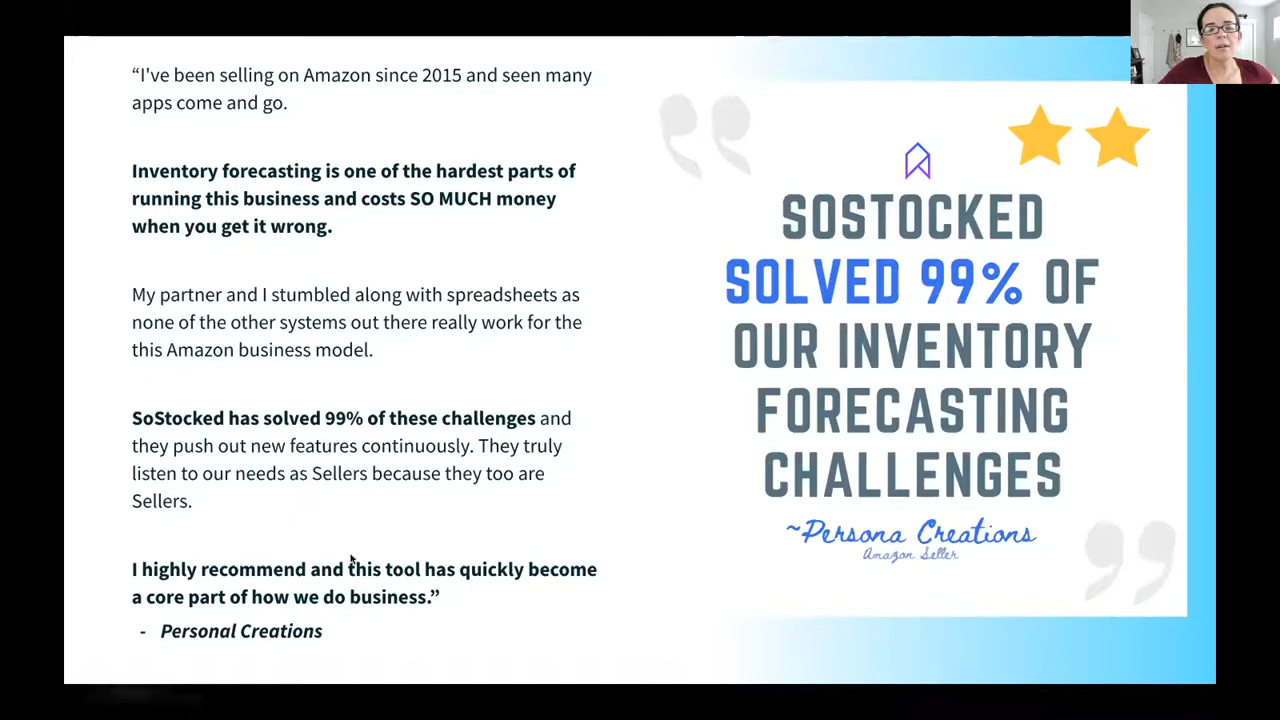 “I've been selling on Amazon since 2015 and seen many
apps come and go.
Inventory forecasting is one of the hardest parts of
running this business and costs SO MUCH money
when you get it wrong.
My partner and I stumbled along with spreadsheets as
none of the other systems out there really work for the
this Amazon business model.
SoStocked has solved 99% of these challenges and
they push out new features continuously. They truly
listen to our needs as Sellers because they too are
Sellers.
I highly recommend and this tool has quickly become
a core part of how we do business.”
- Personal Creations
SOSTOCKED
SOLVED 99% OF
OUR INVENTORY
FORECASTING
CHALLENGES
~Persona Creations
Amazon Seller